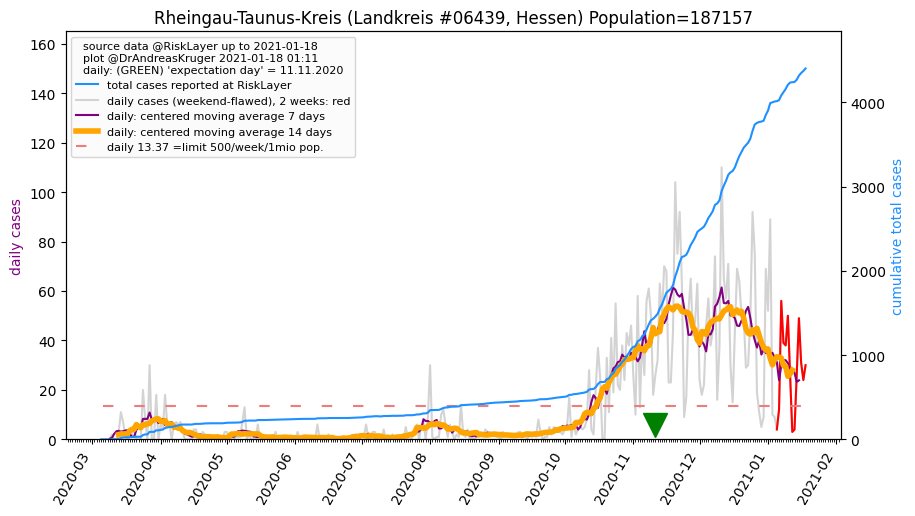 Rheingau-Taunus-Kreis (Landkreis #06439, Hessen) Population=187157
source data @RiskLayer up to 2021-01-18
plot @DrAndreasKruger 2021-01-18 01:11
daily: (GREEN) 'expectation day' = 11.11.2020
total cases reported at RiskLayer
daily cases (weekend-flawed), 2 weeks: red
daily: centered moving average 7 days
daily: centered moving average 14 days
daily 13.37 =limit 500/week/1mio pop.
daily cases
160
140
120
100
80
60
40
20
0
cumulative total cases
4000
3000
2000
1000
0
2020-03
2020-04
2020-05
2020-06
2020-07
2020-08
2020-09
2020-10
2020-11
2020-12
2021-01
2021-02